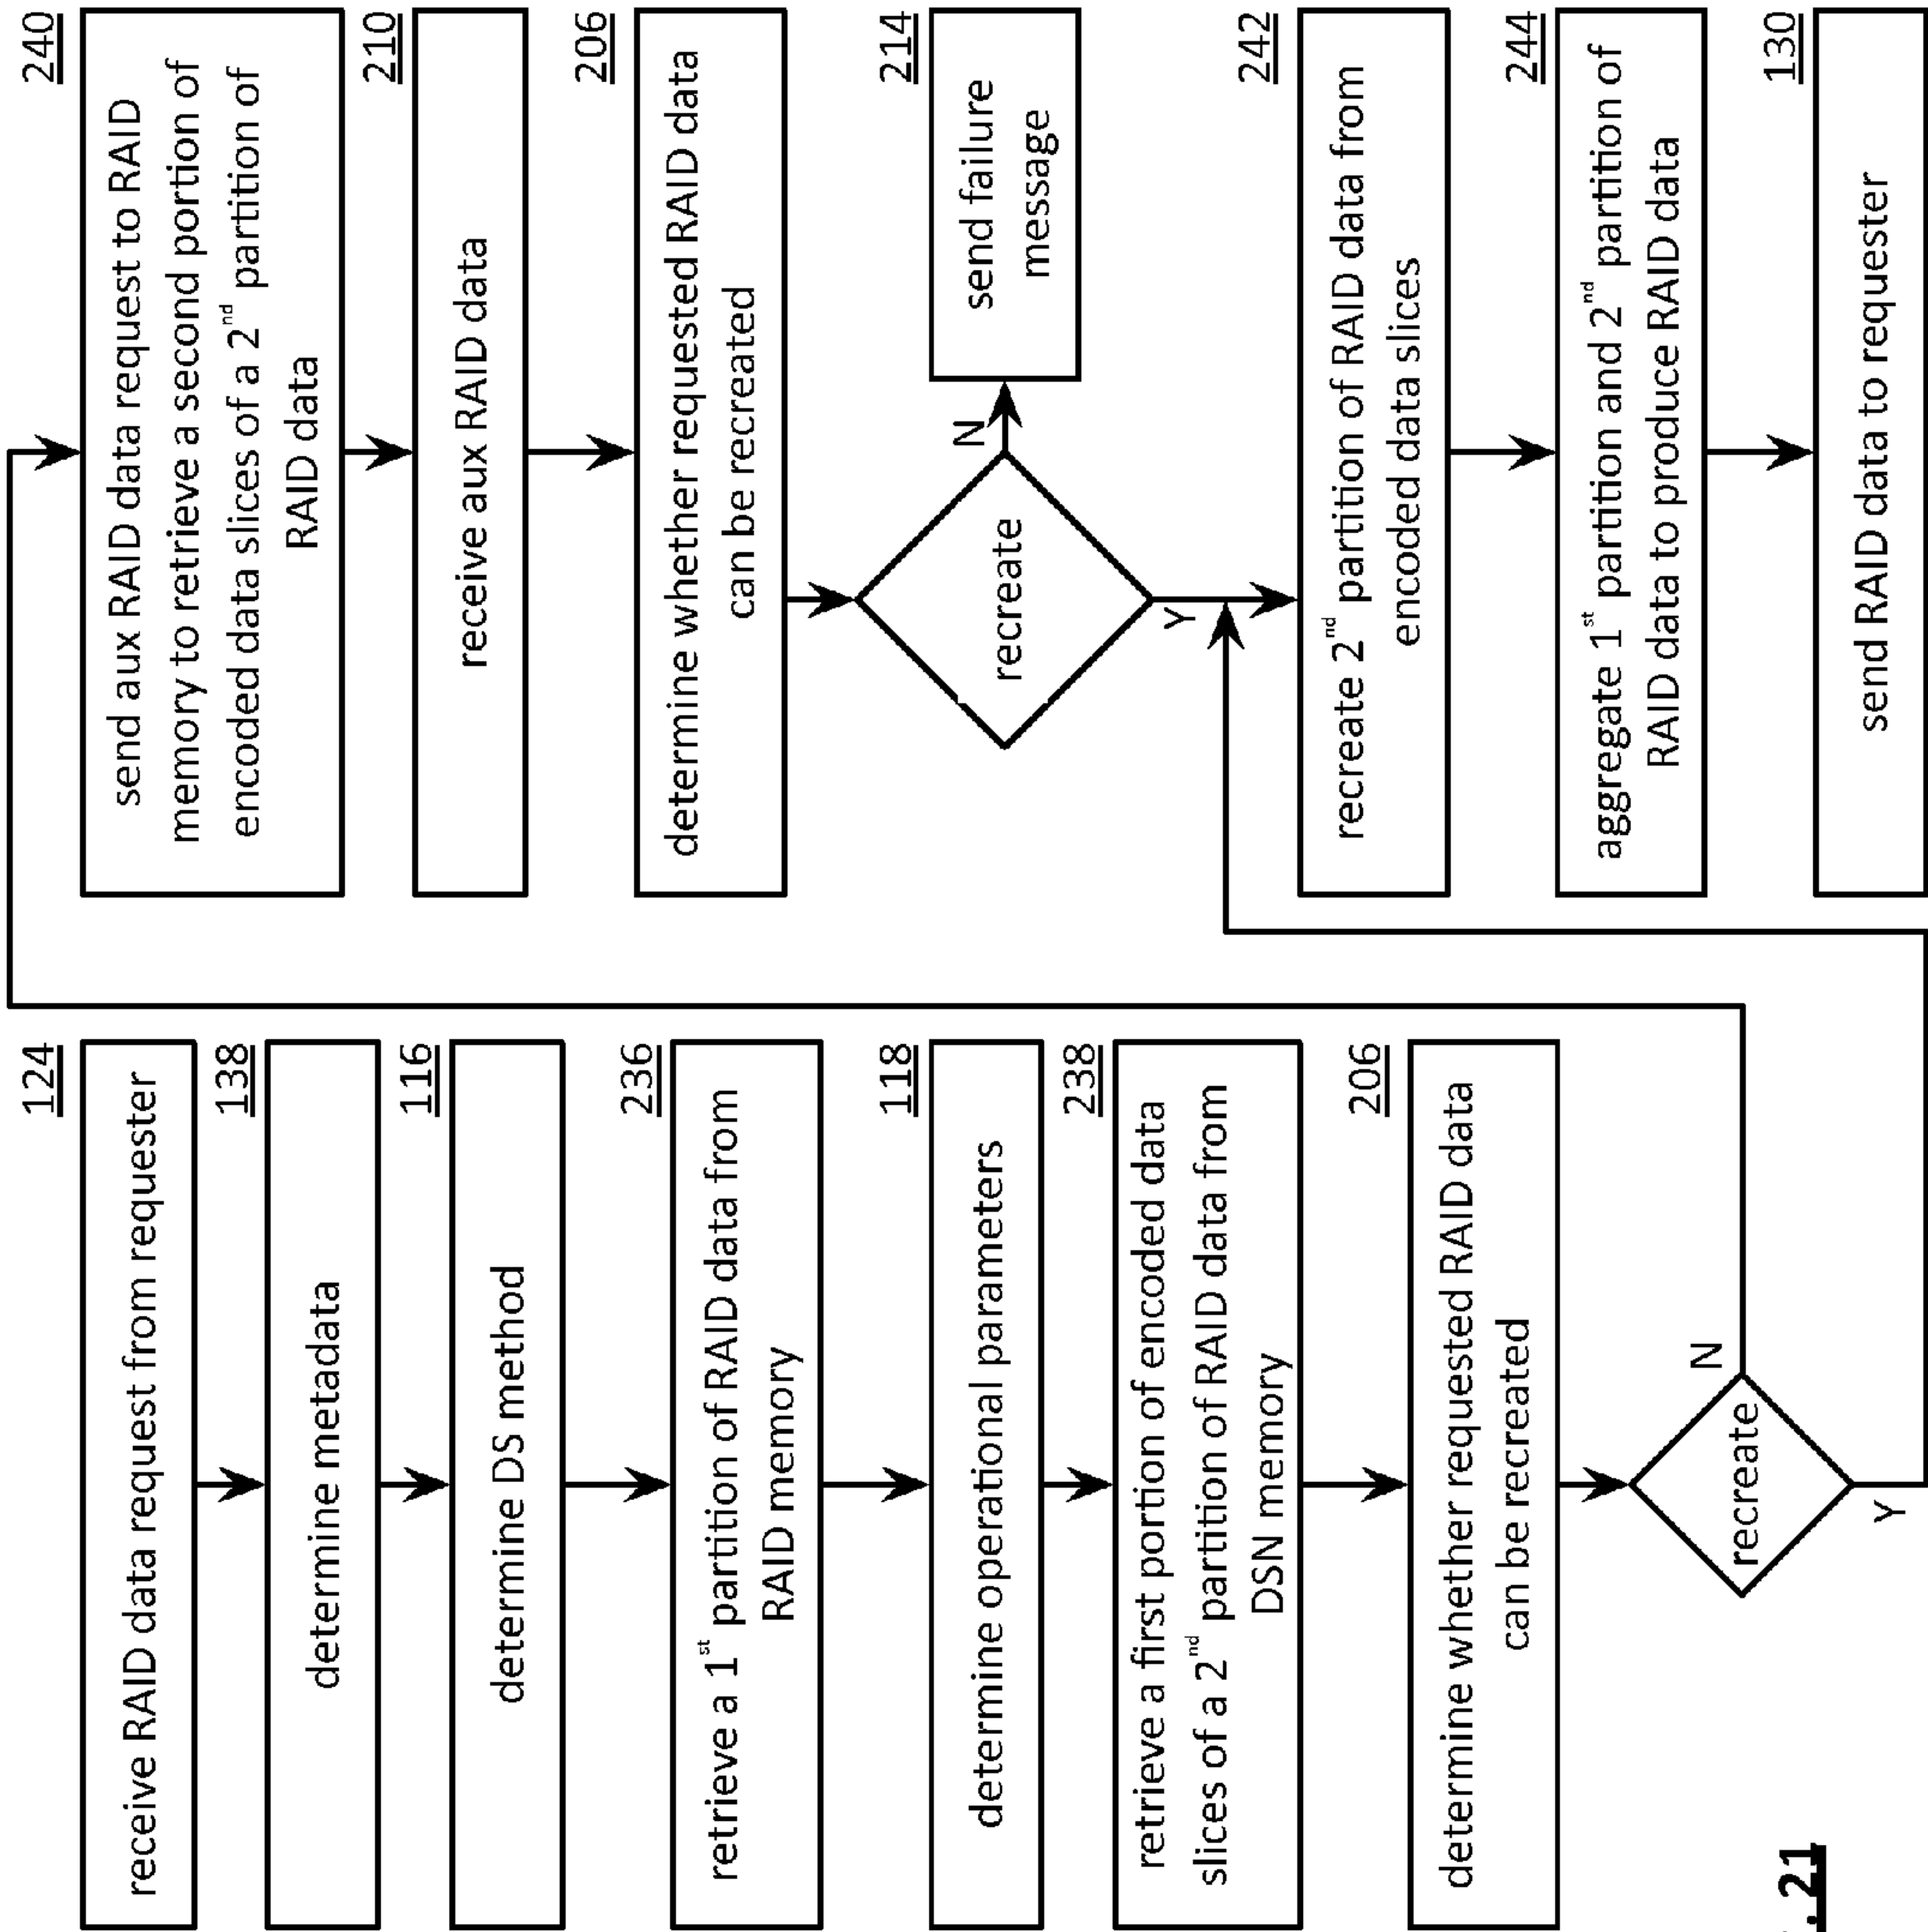 124
receive RAID data request from requester
138
determine metadata
116
determine DS method
236
retrieve a 1st partition of RAID data from
RAID memory
118
determine operational parameters
238
retrieve a first portion of encoded data
slices of a 2nd partition of RAID data from
DSN memory
206
determine whether requested RAID data
can be recreated
recreate
N
Y
240
send aux RAID data request to RAID
memory to retrieve a second portion of
encoded data slices of a 2nd partition of
RAID data
210
receive aux RAID data
206
determine whether requested RAID data
can be recreated
recreate
N
Y
214
send failure
message
242
recreate 2nd partition of RAID data from
encoded data slices
244
aggregate 1st partition and 2nd partition of
RAID data to produce RAID data
130
send RAID data to requester
. 21